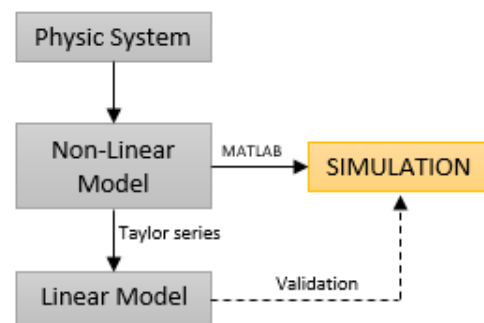 Physic System
Non-Linear
Model
MATLAB
SIMULATION
Taylor series
Linear Model
Validation